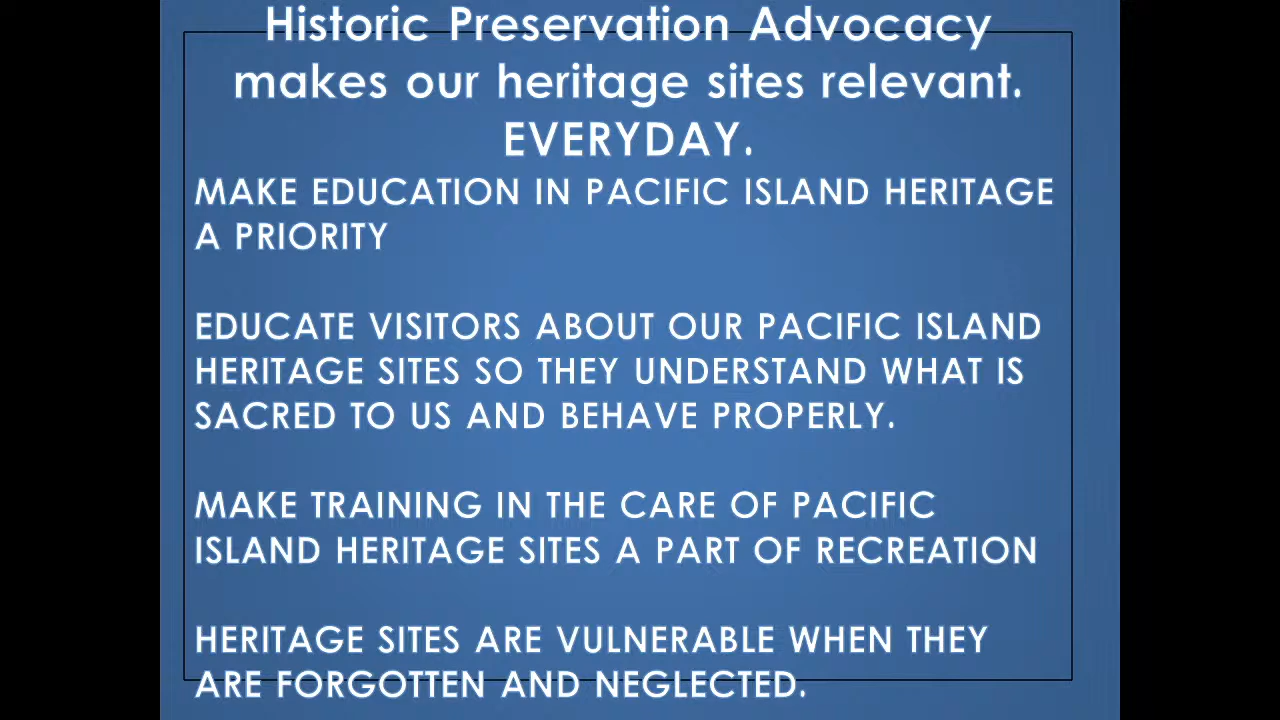 Historic Preservation Advocacy
makes our heritage sites relevant.
EVERYDAY.
MAKE EDUCATION IN PACIFIC ISLAND HERITAGE
A PRIORITY
EDUCATE VISITORS ABOUT OUR PACIFIC ISLAND
HERITAGE SITES SO THEY UNDERSTAND WHAT IS
SACRED TO US AND BEHAVE PROPERLY.
MAKE TRAINING IN THE CARE OF PACIFIC
ISLAND HERITAGE SITES A PART OF RECREATION
HERITAGE SITES ARE VULNERABLE WHEN THEY
ARE FORGOTTEN AND NEGLECTED.